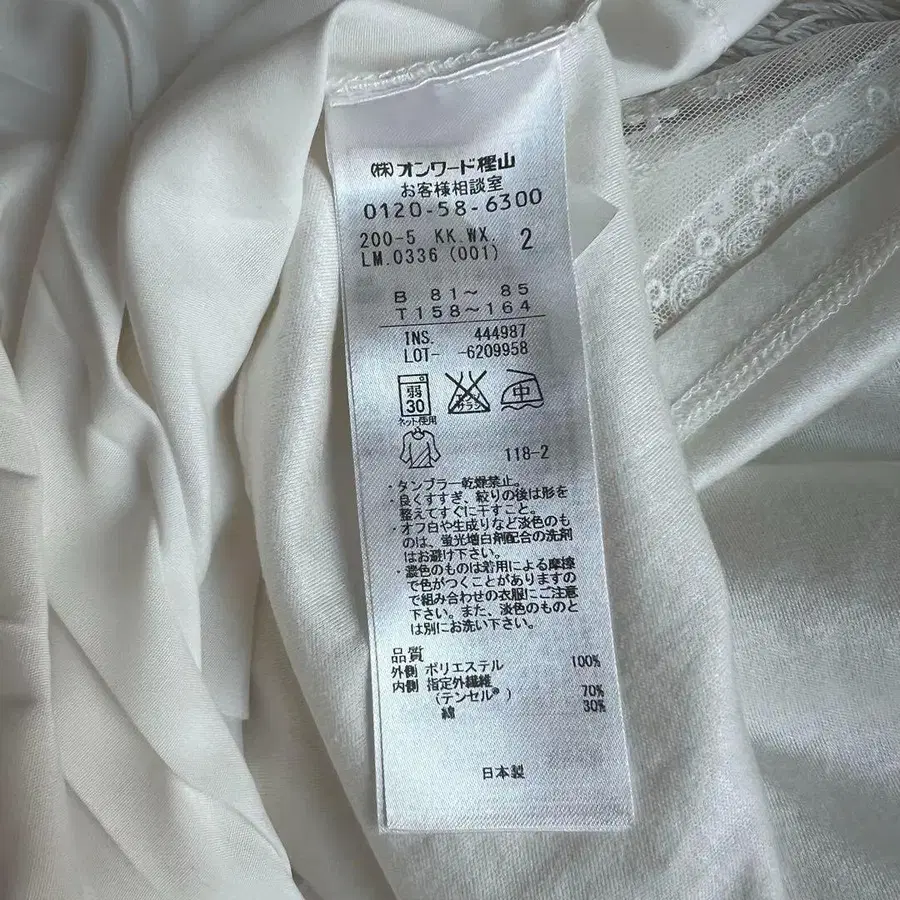 (株)オンワード樫山
お客様相談室
0120-58-6300
200-5 KK.WX. 2
LM.0336 (001)
B 81～ 85
T158～164
INS. 444987
LOT- -6209958
弱 30 エンソ サラシ 中
ネット使用
118-2
・タンブラー乾燥禁止。
・良くすすぎ、絞りの後は形を
整えてすぐに干すこと。
・オフ白や生成りなど淡色のも
のは、蛍光増白剤配合の洗剤
はお避け下さい。
・濃色のものは着用による摩擦
で色がつくことがありますの
で組み合わせの衣服にご注意
下さい。また、淡色のものと
は別にお洗い下さい。
品質
外側 ポリエステル 100%
内側 指定外繊維
(テンセル®) 70%
綿 30%
日本製